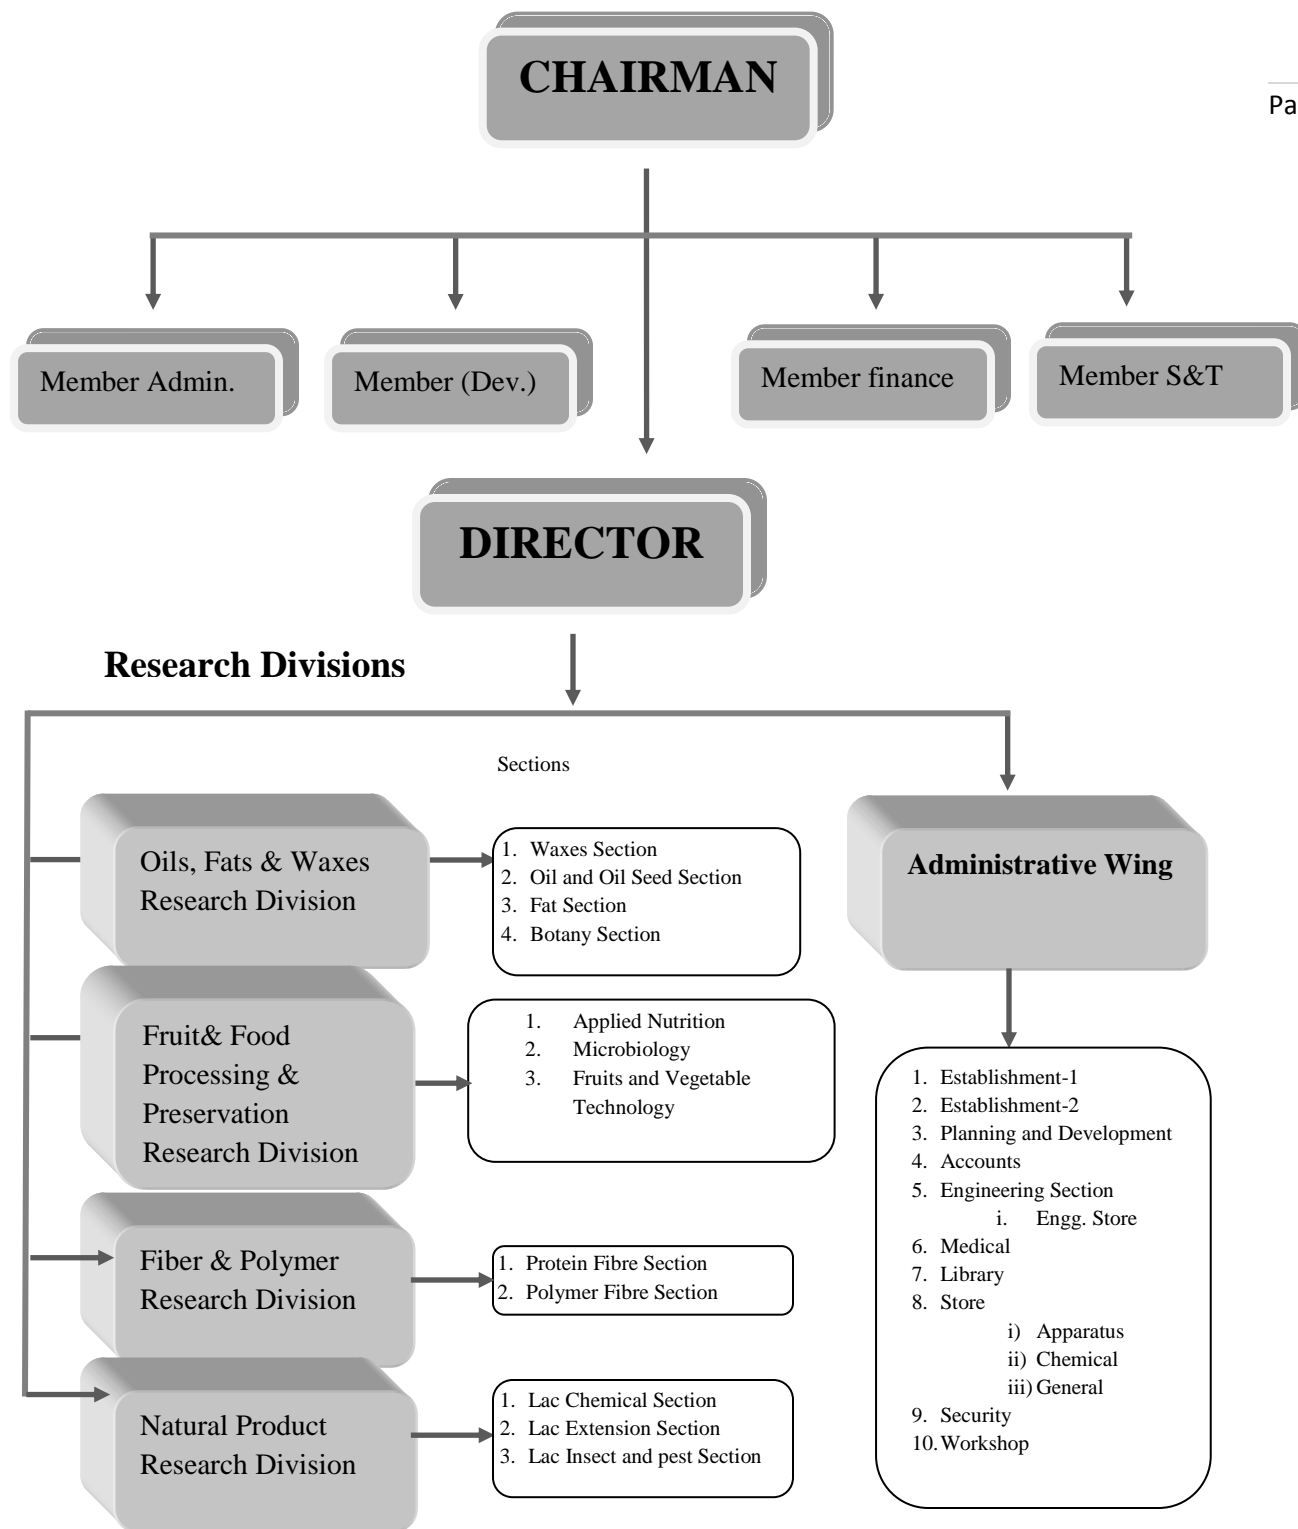 CHAIRMAN
Pa
Member Admin.
Member (Dev.)
Member finance
Member S&T
DIRECTOR
Research Divisions
Sections
Oils, Fats & Waxes
Research Division
1. Waxes Section
2. Oil and Oil Seed Section
3. Fat Section
4. Botany Section
Administrative Wing
Fruit& Food
Processing &
Preservation
Research Division
1. Applied Nutrition
2. Microbiology
3. Fruits and Vegetable
Technology
1. Establishment-1
2. Establishment-2
3. Planning and Development
4. Accounts
5. Engineering Section
i. Engg. Store
6. Medical
7. Library
8. Store
i) Apparatus
ii) Chemical
iii) General
9. Security
10. Workshop
Fiber & Polymer
Research Division
1. Protein Fibre Section
2. Polymer Fibre Section
Natural Product
Research Division
1. Lac Chemical Section
2. Lac Extension Section
3. Lac Insect and pest Section